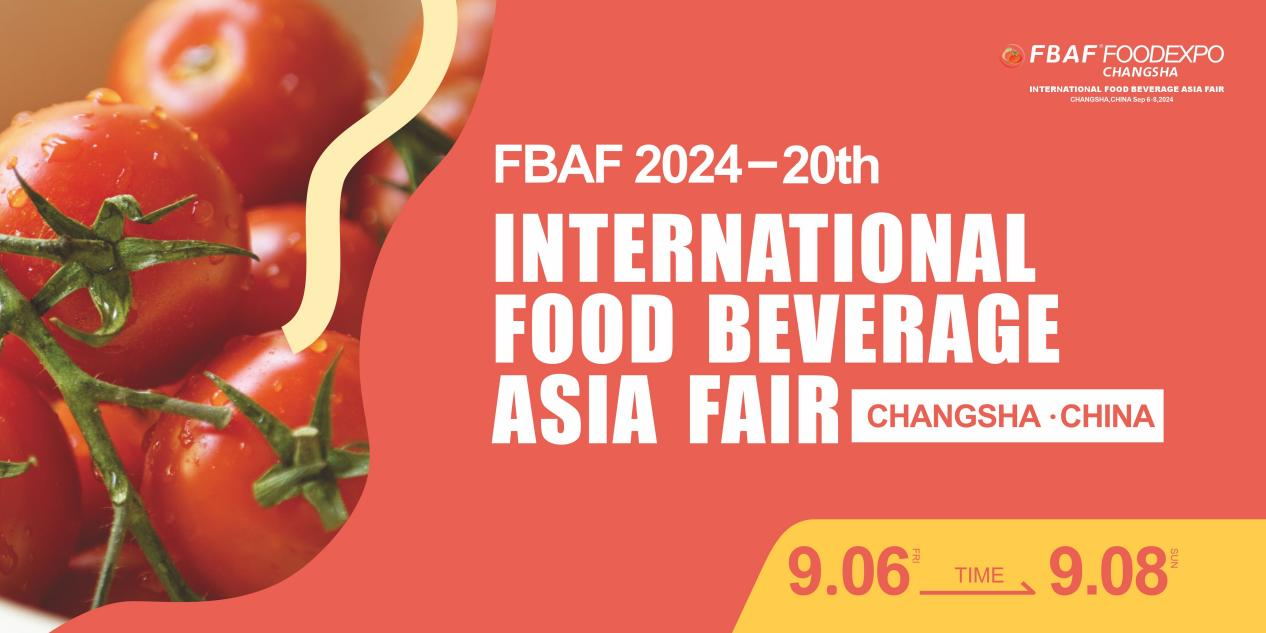 FBAF® FOODEXPO
CHANGSHA
INTERNATIONAL FOOD BEVERAGE ASIA FAIR
CHANGSHA,CHINA Sep 6-8,2024
FBAF 2024–20th
INTERNATIONAL
FOOD BEVERAGE
ASIA FAIR
CHANGSHA · CHINA
9.06 FRI TIME 9.08 SUN